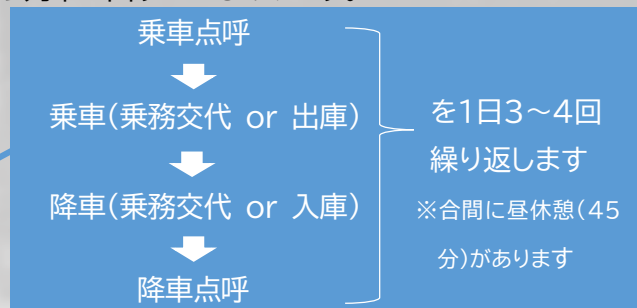 乗車点呼
乗車(乗務交代 or 出庫)
降車(乗務交代 or 入庫)
降車点呼
を1日3～4回
繰り返します
※合間に昼休憩(45
分)があります